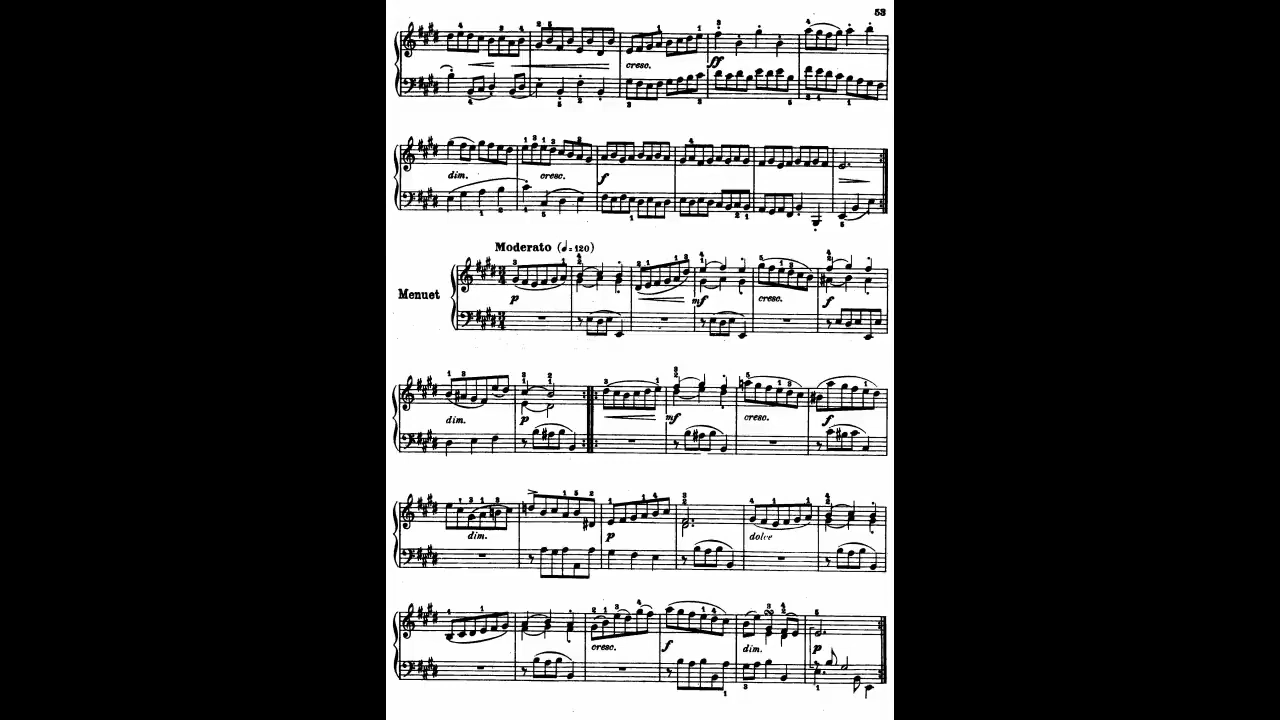 53
cresc.
ff
dim.
cresc.
f
Moderato (♩=120)
Menuet
p
mf
cresc.
f
dim.
p
mf
cresc.
f
dim.
p
dolce
cresc.
f
dim.
p